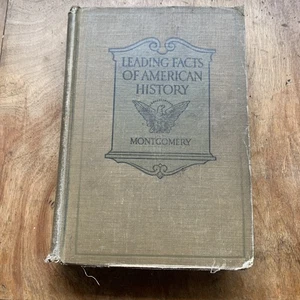 LEADING FACTS
OF AMERICAN
HISTORY
MONTGOMERY